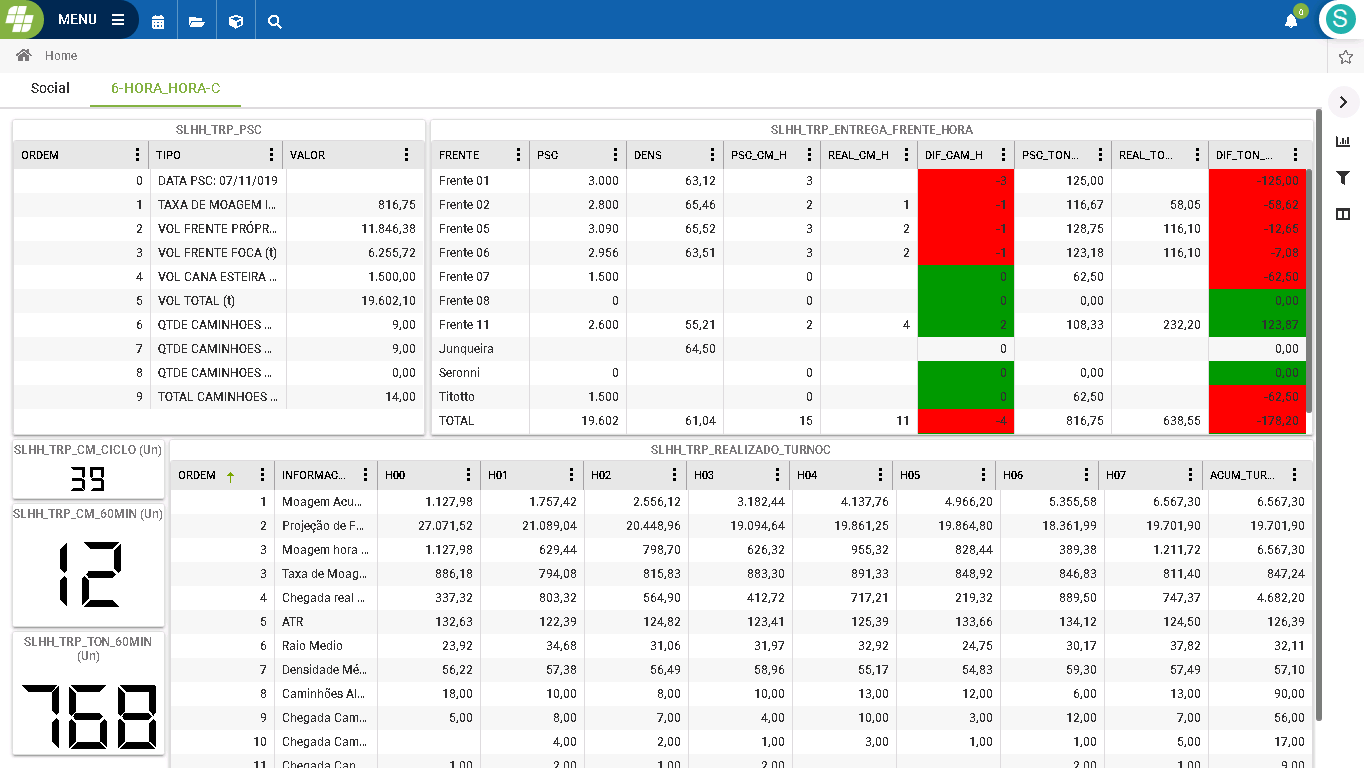 MENU
0
S
Home
Social 6-HORA_HORA-C
SLHH_TRP_PSC
ORDEM TIPO VALOR
0 DATA PSC: 07/11/019
1 TAXA DE MOAGEM I... 816,75
2 VOL FRENTE PRÓPR... 11.846,38
3 VOL FRENTE FOCA (t) 6.255,72
4 VOL CANA ESTEIRA ... 1.500,00
5 VOL TOTAL (t) 19.602,10
6 QTDE CAMINHOES ... 9,00
7 QTDE CAMINHOES ... 9,00
8 QTDE CAMINHOES ... 0,00
9 TOTAL CAMINHOES ... 14,00
SLHH_TRP_ENTREGA_FRENTE_HORA
FRENTE PSC DENS PSC_CM_H REAL_CM_H DIF_CAM_H PSC_TON... REAL_TO... DIF_TON_...
Frente 01 3.000 63,12 3 -3 125,00 -125,00
Frente 02 2.800 65,46 2 1 -1 116,67 58,05 -58,62
Frente 05 3.090 65,52 3 2 -1 128,75 116,10 -12,65
Frente 06 2.956 63,51 3 2 -1 123,18 116,10 -7,08
Frente 07 1.500 0 0 62,50 -62,50
Frente 08 0 0 0 0,00 0,00
Frente 11 2.600 55,21 2 4 2 108,33 232,20 123,87
Junqueira 64,50 0 0,00
Seronni 0 0 0 0,00 0,00
Titotto 1.500 0 0 62,50 -62,50
TOTAL 19.602 61,04 15 11 -4 816,75 638,55 -178,20
SLHH_TRP_CM_CICLO (Un)
39
SLHH_TRP_CM_60MIN (Un)
12
SLHH_TRP_TON_60MIN
(Un)
768
SLHH_TRP_REALIZADO_TURNOC
ORDEM INFORMAC... H00 H01 H02 H03 H04 H05 H06 H07 ACUM_TUR...
1 Moagem Acu... 1.127,98 1.757,42 2.556,12 3.182,44 4.137,76 4.966,20 5.355,58 6.567,30 6.567,30
2 Projeção de F... 27.071,52 21.089,04 20.448,96 19.094,64 19.861,25 19.864,80 18.361,99 19.701,90 19.701,90
3 Moagem hora ... 1.127,98 629,44 798,70 626,32 955,32 828,44 389,38 1.211,72 6.567,30
3 Taxa de Moag... 886,18 794,08 815,83 883,30 891,33 848,92 846,83 811,40 847,24
4 Chegada real ... 337,32 803,32 564,90 412,72 717,21 219,32 889,50 747,37 4.682,20
5 ATR 132,63 122,39 124,82 123,41 125,39 133,66 134,12 124,50 126,39
6 Raio Medio 23,92 34,68 31,06 31,97 32,92 24,75 30,17 37,82 32,11
7 Densidade Mé... 56,22 57,38 56,49 58,96 55,17 54,83 59,30 57,49 57,10
8 Caminhões Al... 18,00 10,00 8,00 10,00 13,00 12,00 6,00 13,00 90,00
9 Chegada Cam... 5,00 8,00 7,00 4,00 10,00 3,00 12,00 7,00 56,00
10 Chegada Cam... 4,00 2,00 1,00 3,00 1,00 1,00 5,00 17,00
11 Chegada Can... 1,00 2,00 1,00 2,00 2,00 1,00 9,00